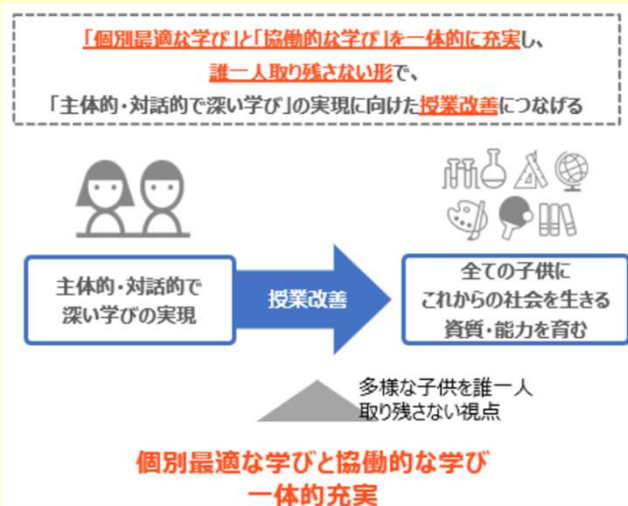 「個別最適な学び」と「協働的な学び」を一体的に充実し、
誰一人取り残さない形で、
「主体的・対話的で深い学び」の実現に向けた授業改善につなげる
主体的・対話的で
深い学びの実現
授業改善
全ての子供に
これからの社会を生きる
資質・能力を育む
多様な子供を誰一人
取り残さない視点
個別最適な学びと協働的な学び
一体的充実